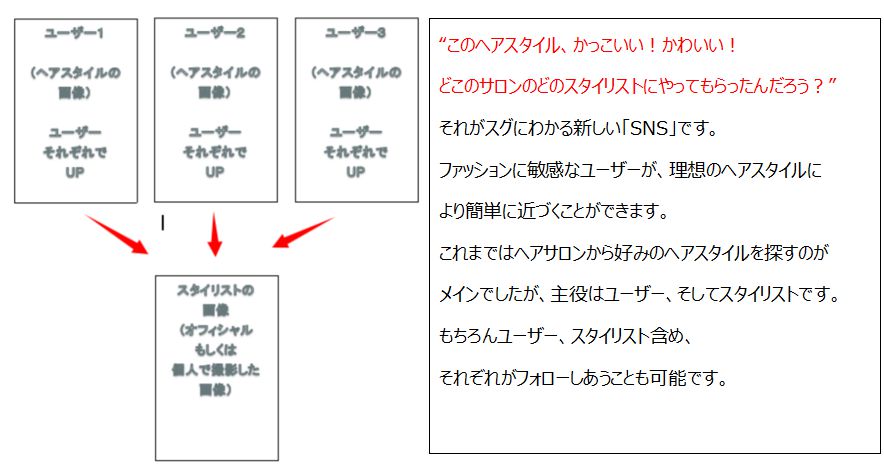 ユーザー1
(ヘアスタイルの
画像)
ユーザー
それぞれで
UP
ユーザー2
(ヘアスタイルの
画像)
ユーザー
それぞれで
UP
ユーザー3
(ヘアスタイルの
画像)
ユーザー
それぞれで
UP
スタイリストの
画像
(オフィシャル
もしくは
個人で撮影した
画像)
“このヘアスタイル、かっこいい！かわいい！
どこのサロンのどのスタイリストにやってもらったんだろう？”
それがスグにわかる新しい「SNS」です。
ファッションに敏感なユーザーが、理想のヘアスタイルに
より簡単に近づくことができます。
これまではヘアサロンから好みのヘアスタイルを探すのが
メインでしたが、主役はユーザー、そしてスタイリストです。
もちろんユーザー、スタイリスト含め、
それぞれがフォローしあうことも可能です。